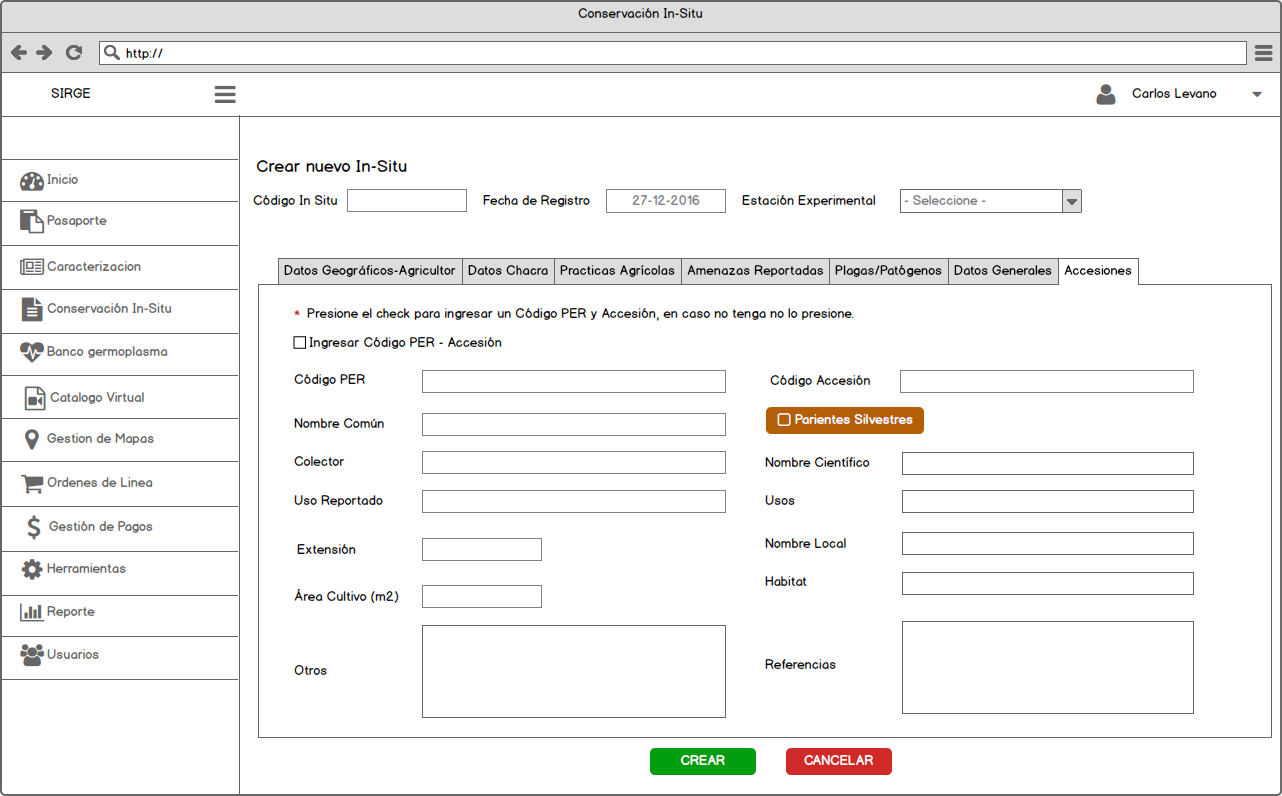 Conservación In-Situ
http://
SIRGE
Carlos Levano
Inicio
Pasaporte
Caracterizacion
Conservación In-Situ
Banco germoplasma
Catalogo Virtual
Gestion de Mapas
Ordenes de Linea
Gestión de Pagos
Herramientas
Reporte
Usuarios
Crear nuevo In-Situ
Código In Situ
Fecha de Registro 27-12-2016
Estación Experimental - Seleccione -
Datos Geográficos-Agricultor Datos Chacra Practicas Agrícolas Amenazas Reportadas Plagas/Patógenos Datos Generales Accesiones
* Presione el check para ingresar un Código PER y Accesión, en caso no tenga no lo presione.
Ingresar Código PER - Accesión
Código PER
Código Accesión
Nombre Común
Parientes Silvestres
Colector
Nombre Científico
Uso Reportado
Usos
Extensión
Nombre Local
Área Cultivo (m2)
Habitat
Otros
Referencias
CREAR
CANCELAR